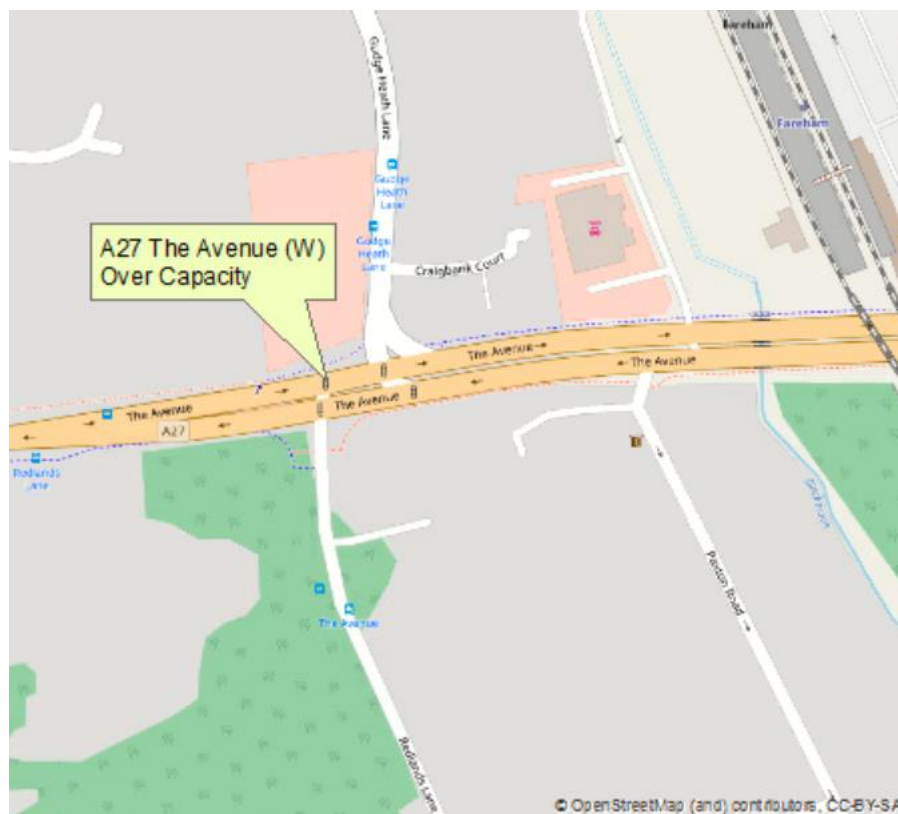 Fareham
Gudge Heath Lane
Fareham
Gudge
Heath
Lane
Gudge
Heath
Lane
A27 The Avenue (W)
Over Capacity
Craigbank Court
The Avenue
The Avenue
The Avenue
The Avenue
A27
Redlands
Lane
Paxton Road
The Avenue
Redlands Lane
© OpenStreetMap (and) contributors, CC-BY-SA